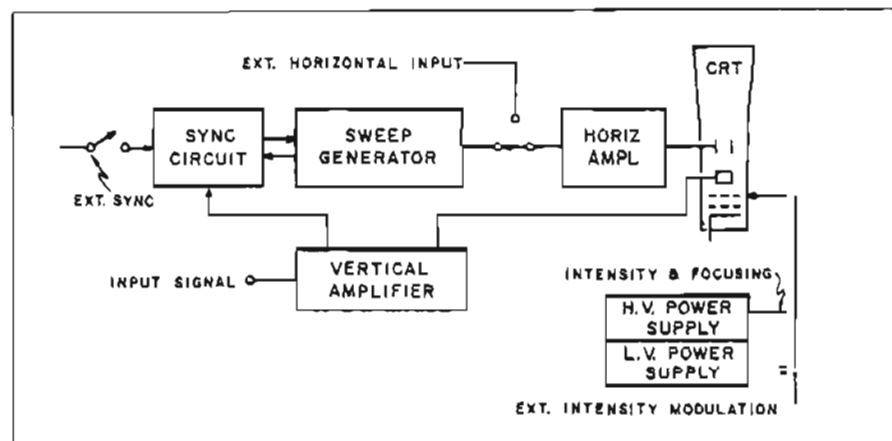 EXT. HORIZONTAL INPUT
CRT
SYNC
CIRCUIT
SWEEP
GENERATOR
HORIZ
AMPL
EXT. SYNC
INPUT SIGNAL
VERTICAL
AMPLIFIER
INTENSITY & FOCUSING
H.V. POWER
SUPPLY
L.V. POWER
SUPPLY
EXT. INTENSITY MODULATION